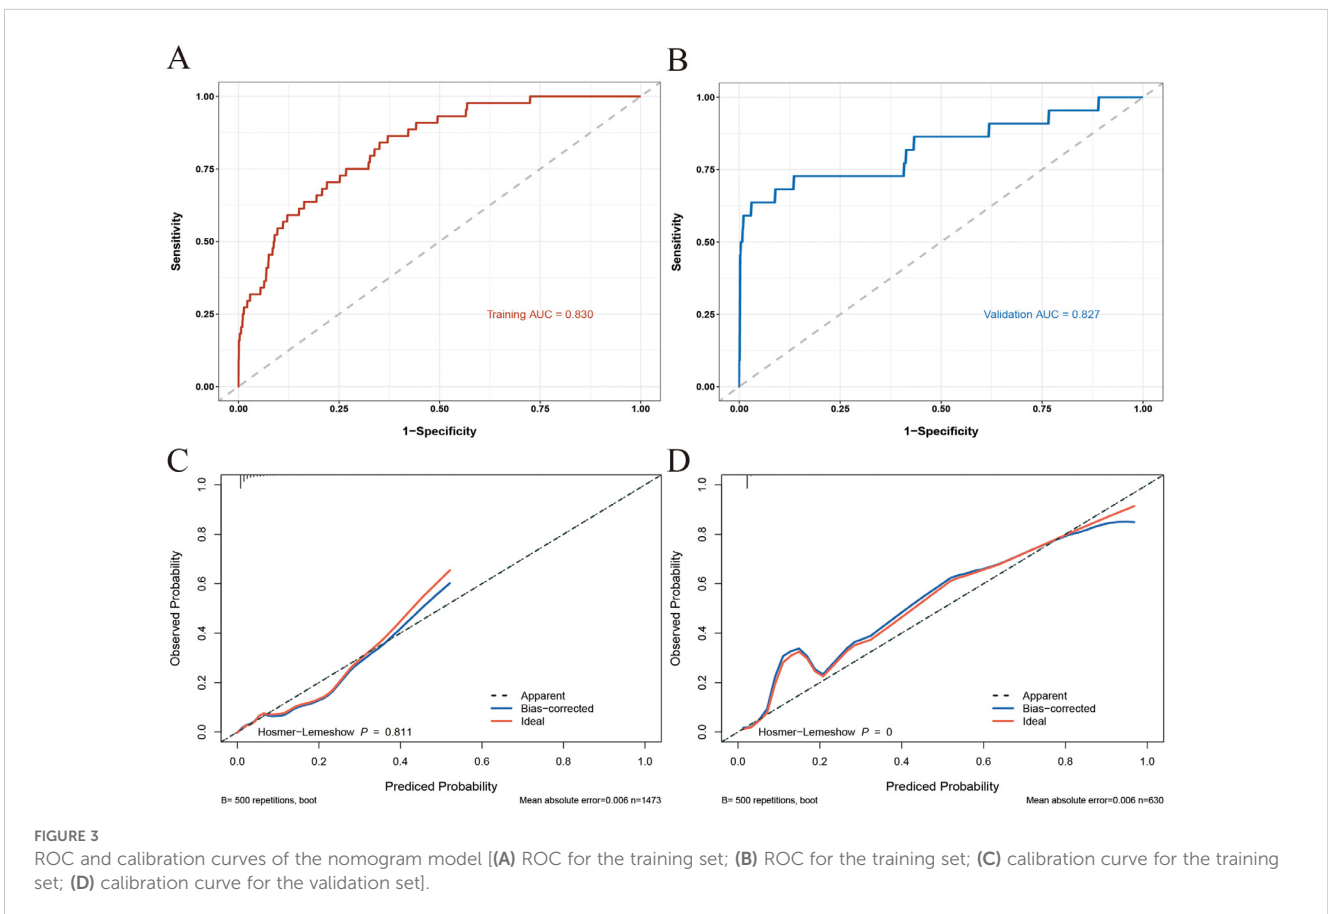 A
1.00
0.75
0.50
0.25
0.00
Sensitivity
Training AUC = 0.830
0.00 0.25 0.50 0.75 1.00
1−Specificity
B
1.00
0.75
0.50
0.25
0.00
Sensitivity
Validation AUC = 0.827
0.00 0.25 0.50 0.75 1.00
1−Specificity
C
1.0
0.8
0.6
0.4
0.2
0.0
Observed Probability
Apparent
Bias−corrected
Ideal
Hosmer−Lemeshow P = 0.811
0.0 0.2 0.4 0.6 0.8 1.0
Prediced Probability
B= 500 repetitions, boot
Mean absolute error=0.006 n=1473
D
1.0
0.8
0.6
0.4
0.2
0.0
Observed Probability
Apparent
Bias−corrected
Ideal
Hosmer−Lemeshow P = 0
0.0 0.2 0.4 0.6 0.8 1.0
Prediced Probability
B= 500 repetitions, boot
Mean absolute error=0.006 n=630
FIGURE 3
ROC and calibration curves of the nomogram model [(A) ROC for the training set; (B) ROC for the training set; (C) calibration curve for the training
set; (D) calibration curve for the validation set].